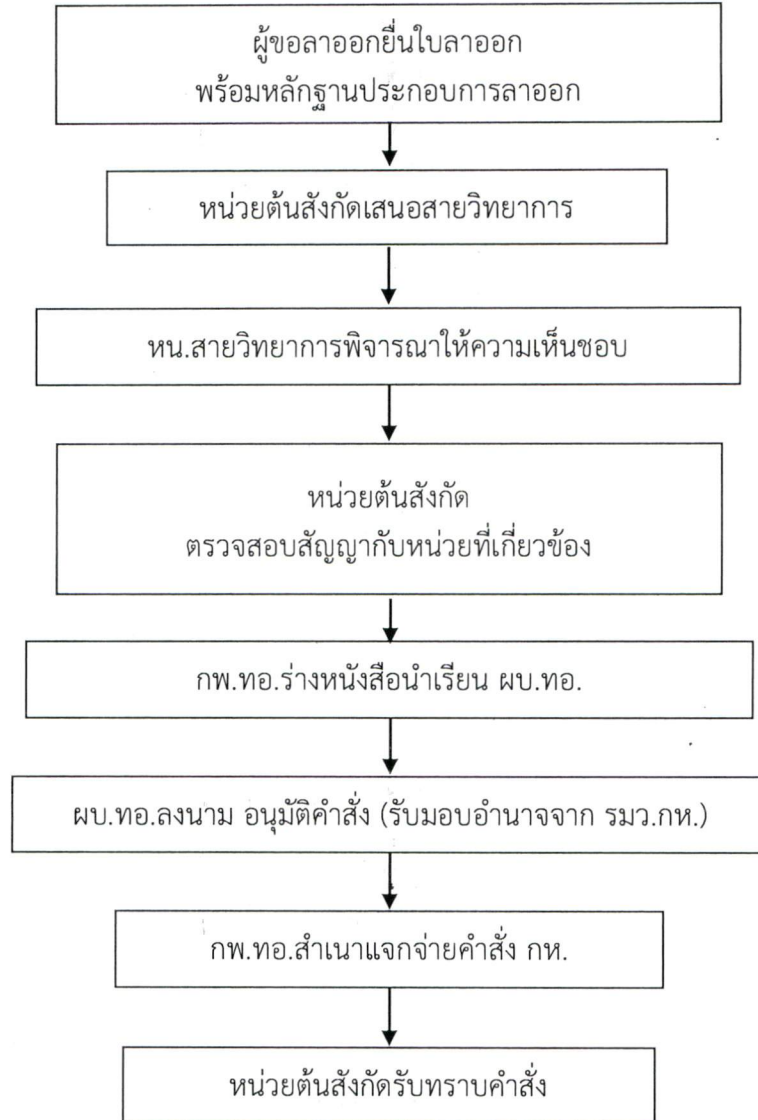 ผู้ขอลาออกยื่นใบลาออก
พร้อมหลักฐานประกอบการลาออก
หน่วยต้นสังกัดเสนอสายวิทยาการ
หน.สายวิทยาการพิจารณาให้ความเห็นชอบ
หน่วยต้นสังกัด
ตรวจสอบสัญญากับหน่วยที่เกี่ยวข้อง
กพ.ทอ.ร่างหนังสือนำเรียน ผบ.ทอ.
ผบ.ทอ.ลงนาม อนุมัติคำสั่ง (รับมอบอำนาจจาก รมว.กห.)
กพ.ทอ.สำเนาแจกจ่ายคำสั่ง กห.
หน่วยต้นสังกัดรับทราบคำสั่ง